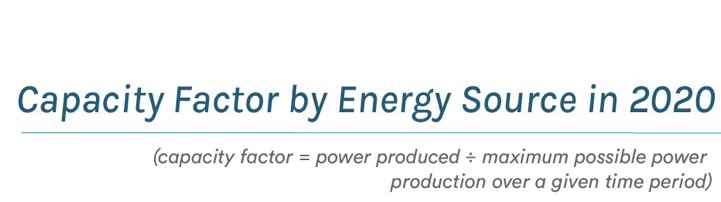 Capacity Factor by Energy Source in 2020
(capacity factor = power produced ÷ maximum possible power
production over a given time period)